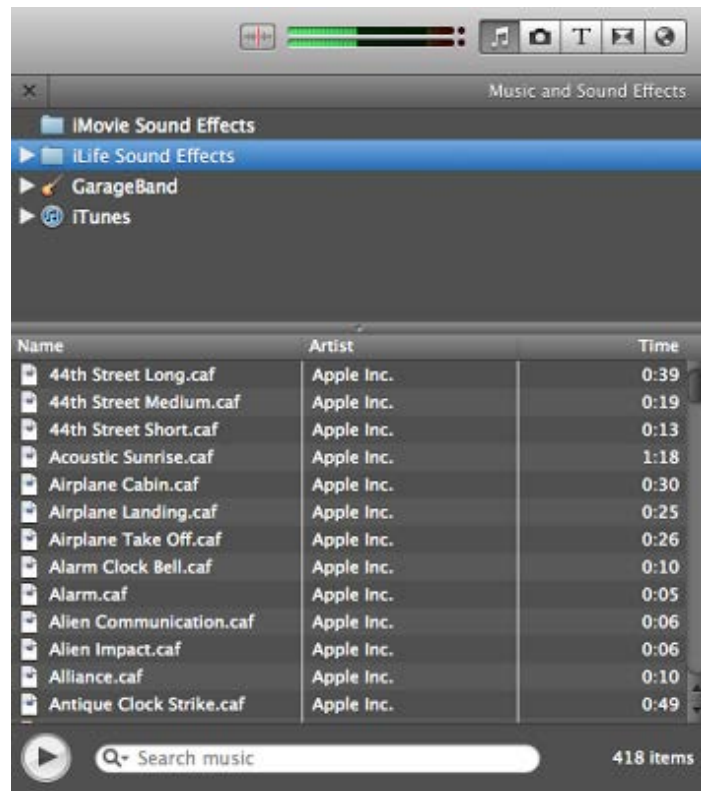 T
Music and Sound Effects
iMovie Sound Effects
iLife Sound Effects
GarageBand
iTunes
Name Artist Time
44th Street Long.caf Apple Inc. 0:39
44th Street Medium.caf Apple Inc. 0:19
44th Street Short.caf Apple Inc. 0:13
Acoustic Sunrise.caf Apple Inc. 1:18
Airplane Cabin.caf Apple Inc. 0:30
Airplane Landing.caf Apple Inc. 0:25
Airplane Take Off.caf Apple Inc. 0:26
Alarm Clock Bell.caf Apple Inc. 0:10
Alarm.caf Apple Inc. 0:05
Alien Communication.caf Apple Inc. 0:06
Alien Impact.caf Apple Inc. 0:06
Alliance.caf Apple Inc. 0:10
Antique Clock Strike.caf Apple Inc. 0:49
Search music 418 items